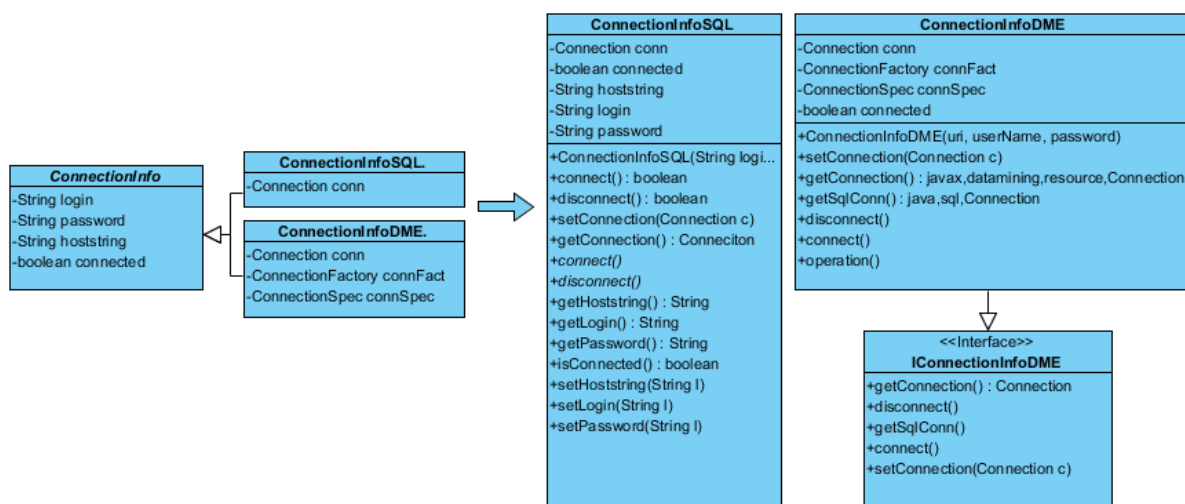 ConnectionInfo
-String login
-String password
-String hoststring
-boolean connected
ConnectionInfoSQL.
-Connection conn
ConnectionInfoDME.
-Connection conn
-ConnectionFactory connFact
-ConnectionSpec connSpec
ConnectionInfoSQL
-Connection conn
-boolean connected
-String hoststring
-String login
-String password
+ConnectionInfoSQL(String logi...
+connect() : boolean
+disconnect() : boolean
+setConnection(Connection c)
+getConnection() : Conneciton
+connect()
+disconnect()
+getHoststring() : String
+getLogin() : String
+getPassword() : String
+isConnected() : boolean
+setHoststring(String l)
+setLogin(String l)
+setPassword(String l)
ConnectionInfoDME
-Connection conn
-ConnectionFactory connFact
-ConnectionSpec connSpec
-boolean connected
+ConnectionInfoDME(uri, userName, password)
+setConnection(Connection c)
+getConnection() : javax,datamining,resource,Connection
+getSqlConn() : java,sql,Connection
+disconnect()
+connect()
+operation()
<<Interface>>
IConnectionInfoDME
+getConnection() : Connection
+disconnect()
+getSqlConn()
+connect()
+setConnection(Connection c)